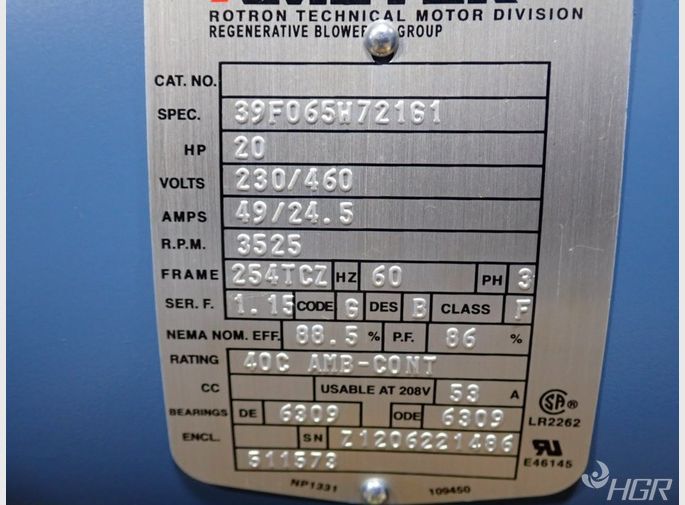 ROTRON TECHNICAL MOTOR DIVISION
REGENERATIVE BLOWER GROUP
CAT. NO.
SPEC. 39F065W721G1
HP 20
VOLTS 230/460
AMPS 49/24.5
R.P.M. 3525
FRAME 254TCZ HZ 60 PH 3
SER. F. 1.15 CODE G DES B CLASS F
NEMA NOM. EFF. 88.5 % P.F. 86 %
RATING 40C AMB-CONT
CC USABLE AT 208V 53 A
BEARINGS DE 6309 ODE 6309
ENCL. SN Z1206221486
511573
NP1331 109450
SA ®
LR2262
E46145
HGR